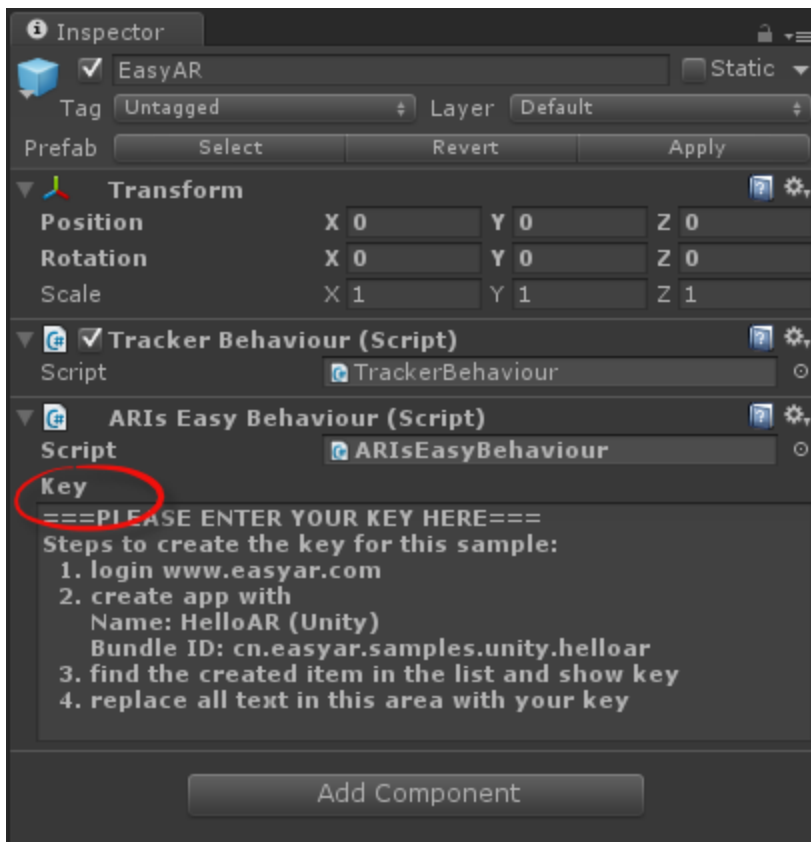 Inspector
EasyAR Static
Tag Untagged Layer Default
Prefab Select Revert Apply
Transform
Position X 0 Y 0 Z 0
Rotation X 0 Y 0 Z 0
Scale X 1 Y 1 Z 1
Tracker Behaviour (Script)
Script TrackerBehaviour
ARIs Easy Behaviour (Script)
Script ARIsEasyBehaviour
Key
===PLEASE ENTER YOUR KEY HERE===
Steps to create the key for this sample:
1. login www.easyar.com
2. create app with
Name: HelloAR (Unity)
Bundle ID: cn.easyar.samples.unity.helloar
3. find the created item in the list and show key
4. replace all text in this area with your key
Add Component